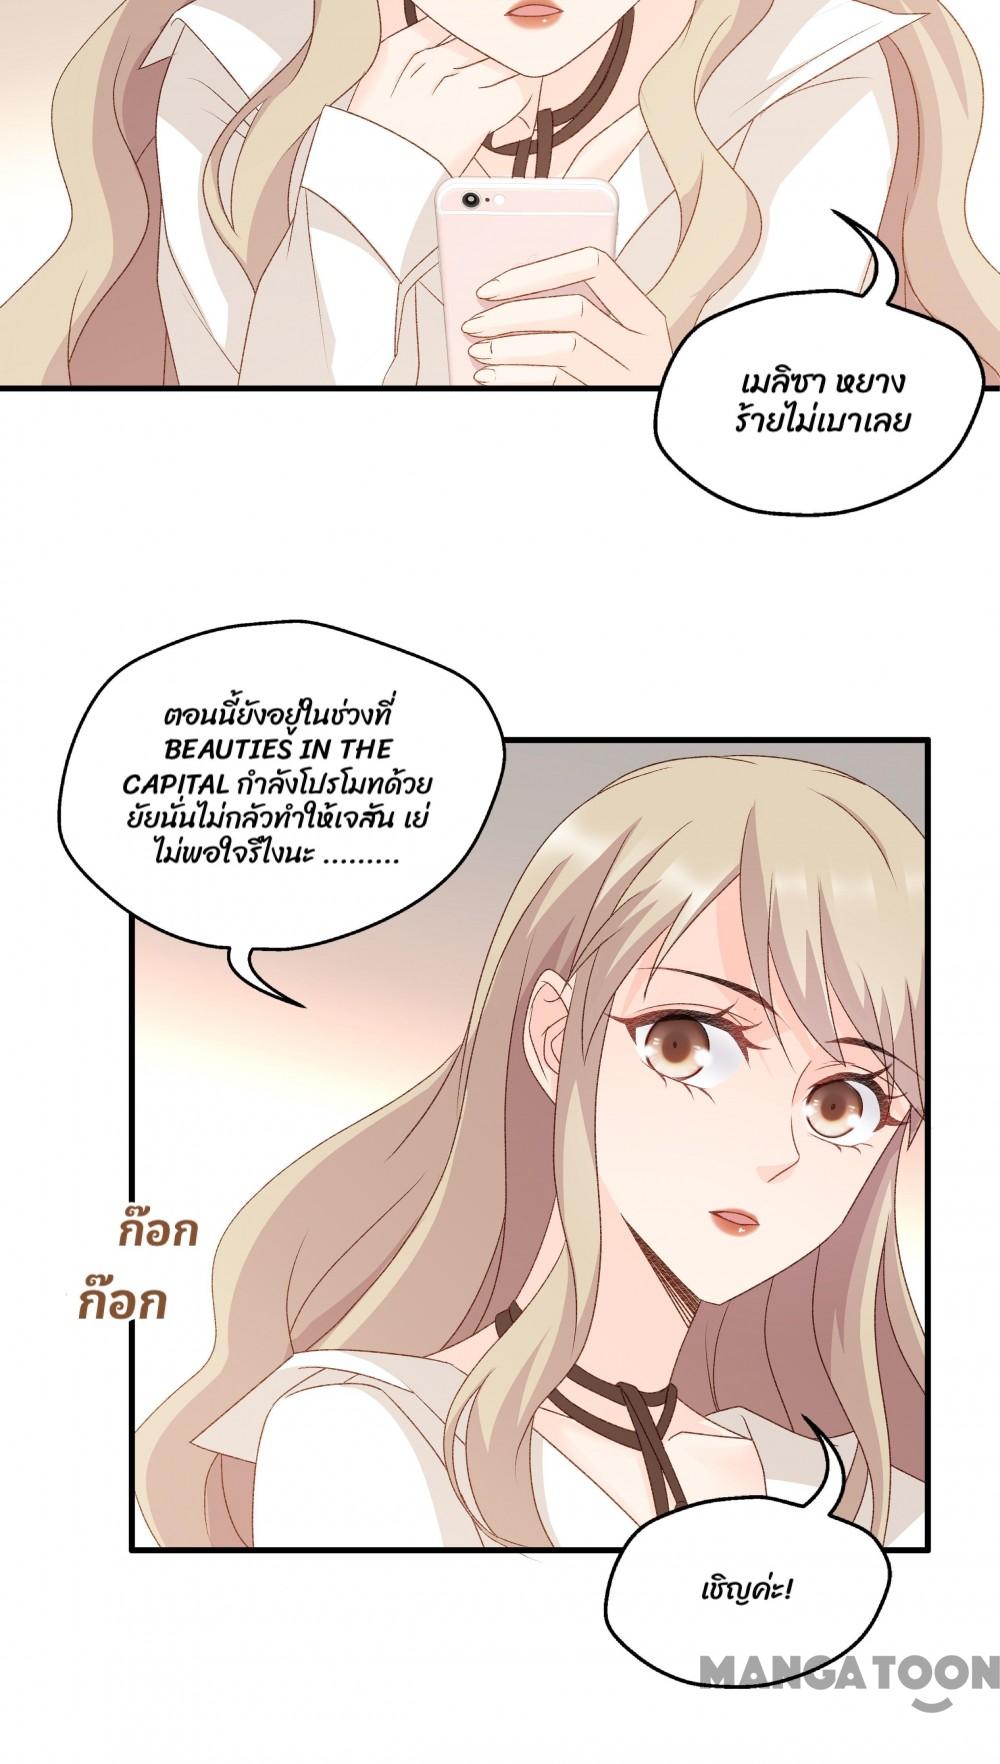 เมลิซา หยาง
ร้ายไม่เบาเลย
ตอนนี้ยังอยู่ในช่วงที่
BEAUTIES IN THE
CAPITAL กำลังโปรโมทด้วย
ยัยนั่นไม่กลัวทำให้เจสัน เย่
ไม่พอใจรึไงนะ .........
ก๊อก
ก๊อก
เชิญค่ะ!
MANGATOON